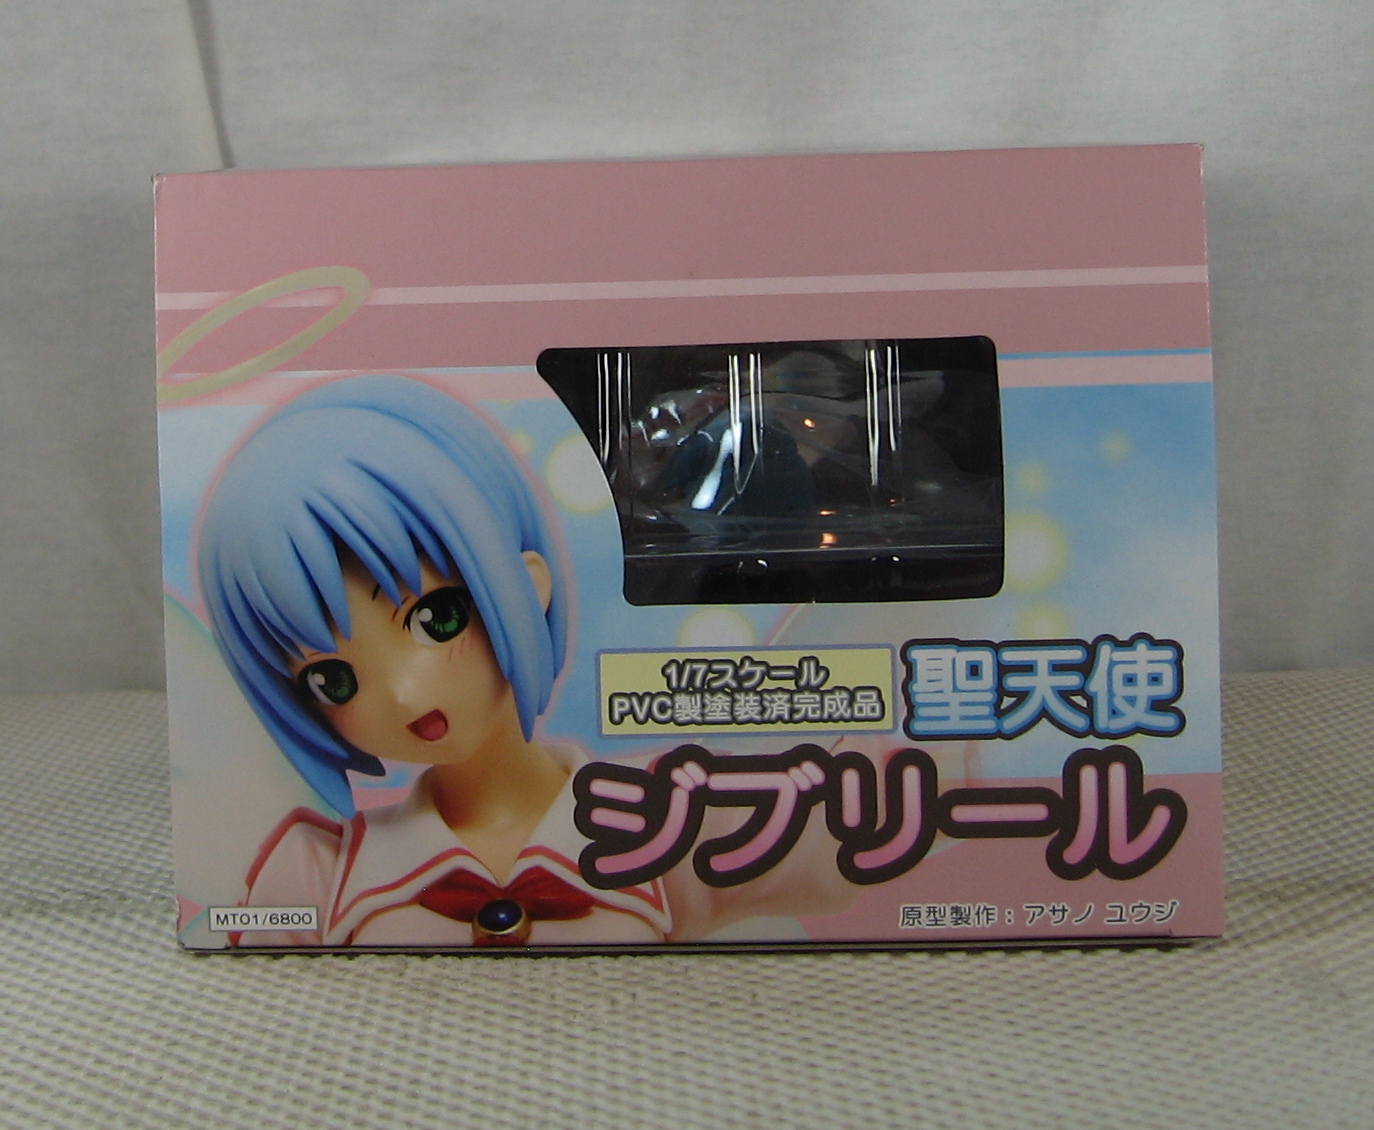 1/7スケール
PVC製塗装済完成品
聖天使
ジブリール
MT01/6800
原型製作：アサノ ユウジ